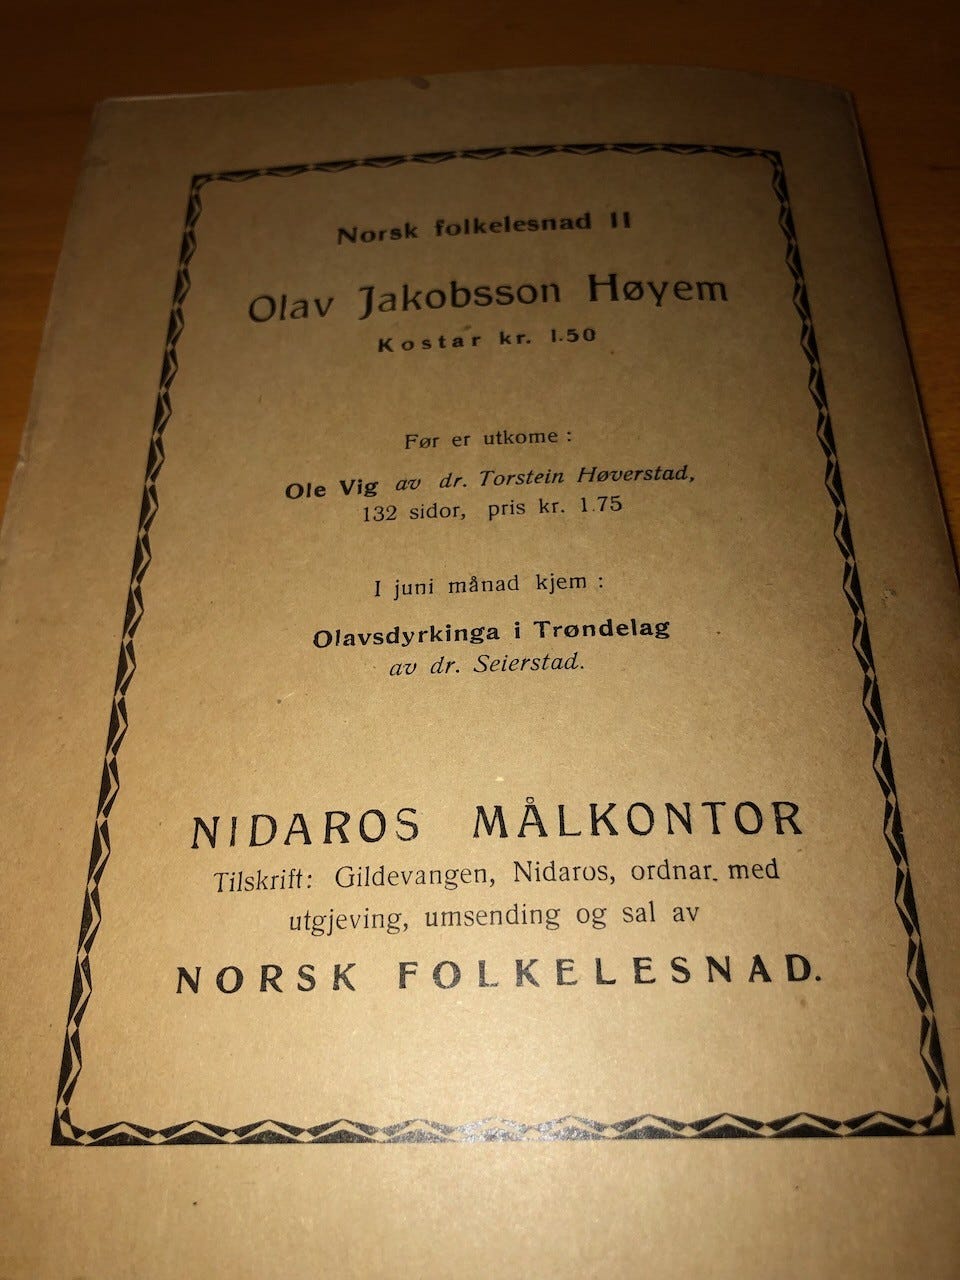 Norsk folkelesnad II
Olav Jakobsson Høyem
Kostar kr. 1.50
Før er utkome :
Ole Vig av dr. Torstein Høverstad,
132 sidor, pris kr. 1.75
I juni månad kjem :
Olavsdyrkinga i Trøndelag
av dr. Seierstad.
NIDAROS MÅLKONTOR
Tilskrift: Gildevangen, Nidaros, ordnar. med
utgjeving, umsending og sal av
NORSK FOLKELESNAD.